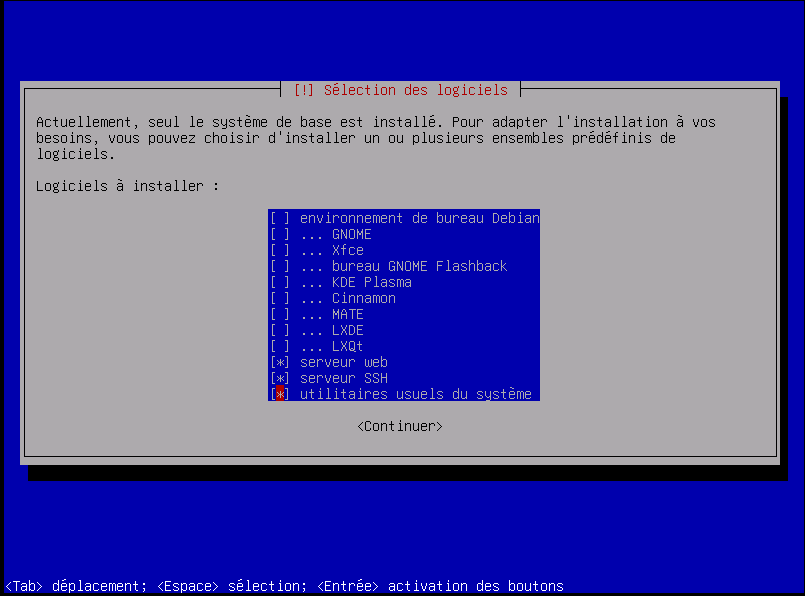 [!] Sélection des logiciels
Actuellement, seul le système de base est installé. Pour adapter l'installation à vos
besoins, vous pouvez choisir d'installer un ou plusieurs ensembles prédéfinis de
logiciels.
Logiciels à installer :
[ ] environnement de bureau Debian
[ ] ... GNOME
[ ] ... Xfce
[ ] ... bureau GNOME Flashback
[ ] ... KDE Plasma
[ ] ... Cinnamon
[ ] ... MATE
[ ] ... LXDE
[ ] ... LXQt
[*] serveur web
[*] serveur SSH
[*] utilitaires usuels du système
<Continuer>
<Tab> déplacement; <Espace> sélection; <Entrée> activation des boutons